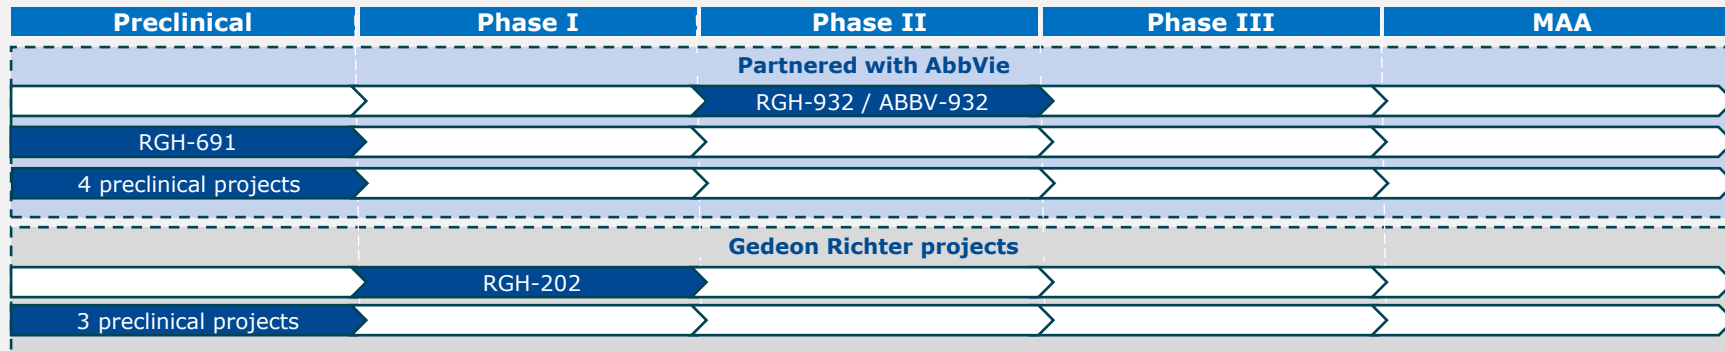 Preclinical Phase I Phase II Phase III MAA
Partnered with AbbVie
RGH-932 / ABBV-932
RGH-691
4 preclinical projects
Gedeon Richter projects
RGH-202
3 preclinical projects